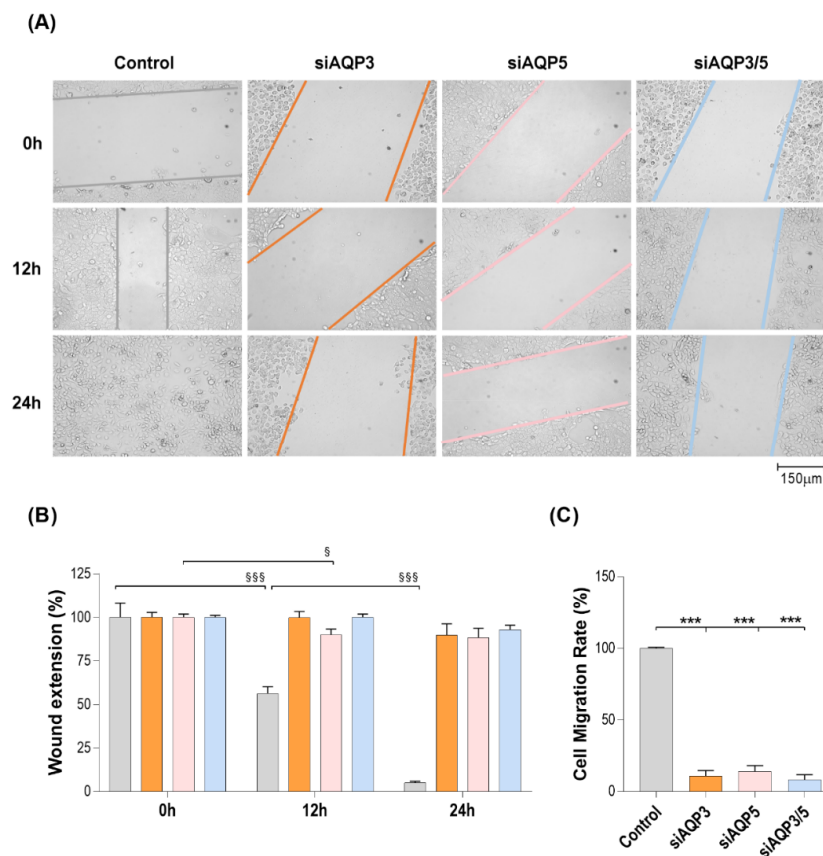 (A)
Control siAQP3 siAQP5 siAQP3/5
0h
12h
24h
150μm
(B)
Wound extension (%)
125
100
75
50
25
0
§§§
§
§§§
0h 12h 24h
(C)
Cell Migration Rate (%)
150
100
50
0
*** *** ***
Control siAQP3 siAQP5 siAQP3/5